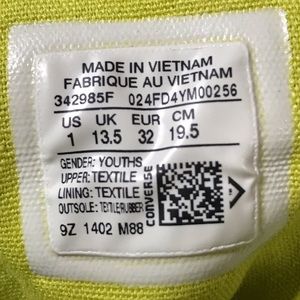 MADE IN VIETNAM
FABRIQUE AU VIETNAM
342985F 024FD4YM00256
US UK EUR CM
1 13.5 32 19.5
GENDER: YOUTHS
UPPER: TEXTILE
LINING: TEXTILE
OUTSOLE: TEXTILE/RUBBER
CONVERSE
9Z 1402 M88